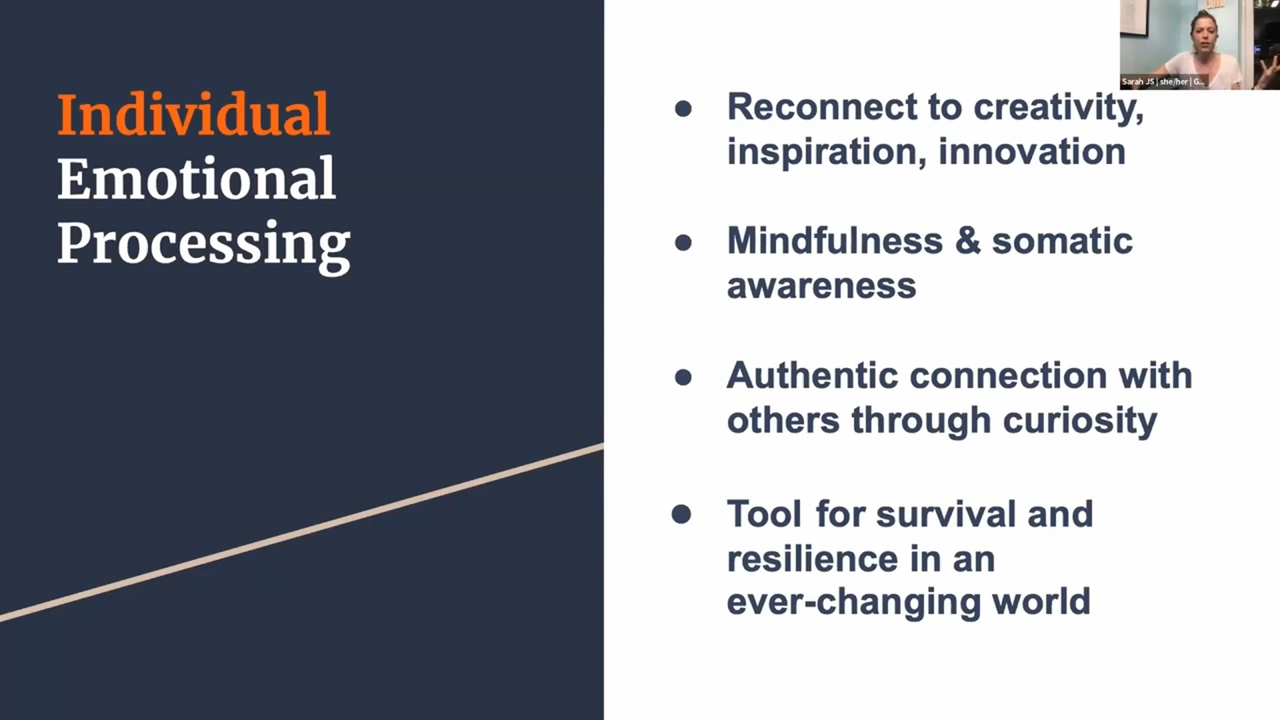 Individual
Emotional
Processing
Sarah JS | she/her | G...
● Reconnect to creativity,
inspiration, innovation
● Mindfulness & somatic
awareness
● Authentic connection with
others through curiosity
● Tool for survival and
resilience in an
ever-changing world